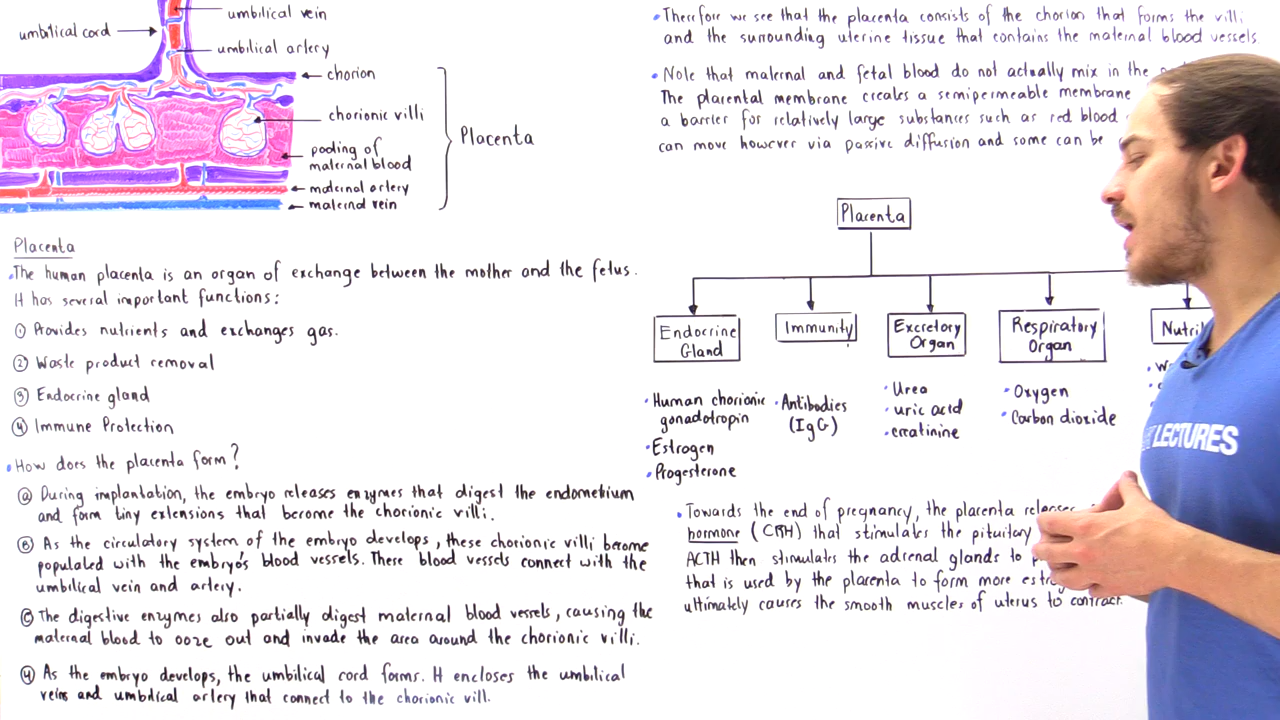 umbilical vein
umbilical cord
umbilical artery
chorion
chorionic villi
pooling of
maternal blood
maternal artery
maternal vein
Placenta
Placenta
•The human placenta is an organ of exchange between the mother and the fetus.
It has several important functions:
① Provides nutrients and exchanges gas.
② Waste product removal
③ Endocrine gland
④ Immune Protection
•How does the placenta form?
ⓐ During implantation, the embryo releases enzymes that digest the endometium
and form tiny extensions that become the chorionic villi.
Ⓑ As the circulatory system of the embryo develops, these chorionic villi become
populated with the embryo's blood vessels. These blood vessels connect with the
umbilical vein and artery.
Ⓒ The digestive enzymes also partially digest maternal blood vessels, causing the
maternal blood to ooze out and invade the area around the chorionic villi.
④ As the embryo develops, the umbilical cord forms. It encloses the umbilical
veins and umbilical artery that connect to the chorionic vill.
•Therefore we see that the placenta consists of the chorion that forms the villi
and the surrounding uterine tissue that contains the maternal blood vessels
•Note that maternal and fetal blood do not actually mix in the
The placental membrane creates a semipermeable membrane
a barrier for relatively large substances such as red blood
can move however via passive diffusion and some can be
Placenta
Endocrine
Gland
Immunity
Excretory
Organ
Respiratory
Organ
Nutri
•Human chorionic
gonadotropin
•Estrogen
•Progesterone
•Antibodies
(IgG)
•Urea
•uric acid
•creatinine
•Oxygen
•Carbon dioxide
•Towards the end of pregnancy, the placenta releases
hormone (CRH) that stimulates the pituitary
ACTH then stimulates the adrenal glands to
that is used by the placenta to form more
ultimately causes the smooth muscles of uterus to contract.
LECTURES